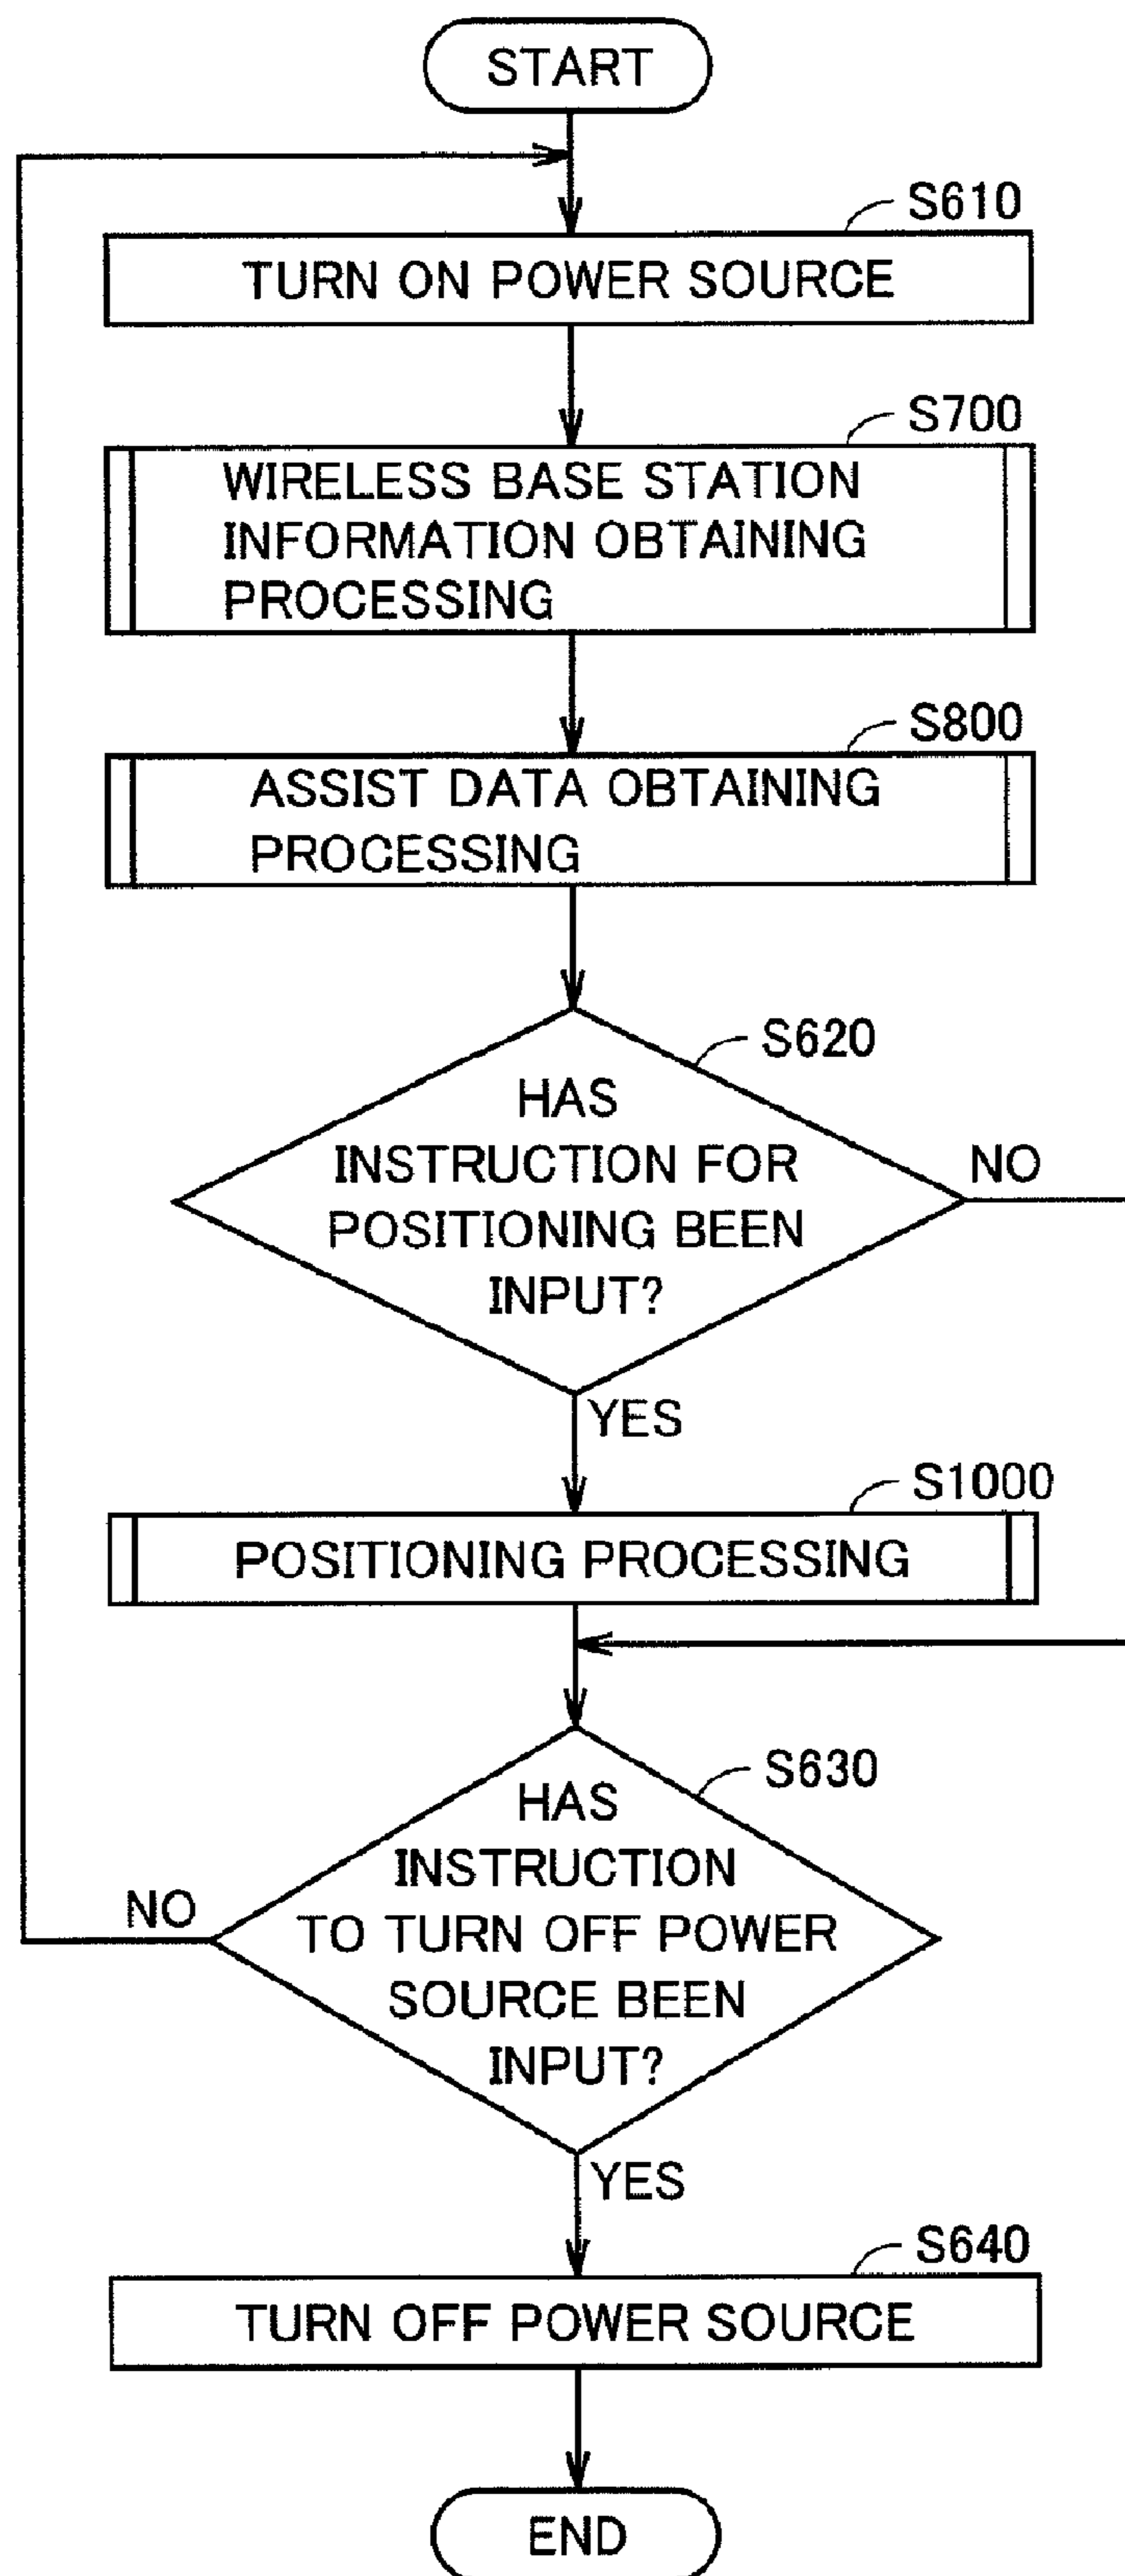 START
S610
TURN ON POWER SOURCE
S700
WIRELESS BASE STATION
INFORMATION OBTAINING
PROCESSING
S800
ASSIST DATA OBTAINING
PROCESSING
S620
HAS
INSTRUCTION FOR
POSITIONING BEEN
INPUT?
NO
YES
S1000
POSITIONING PROCESSING
S630
HAS
INSTRUCTION
TO TURN OFF POWER
SOURCE BEEN
INPUT?
NO
YES
S640
TURN OFF POWER SOURCE
END